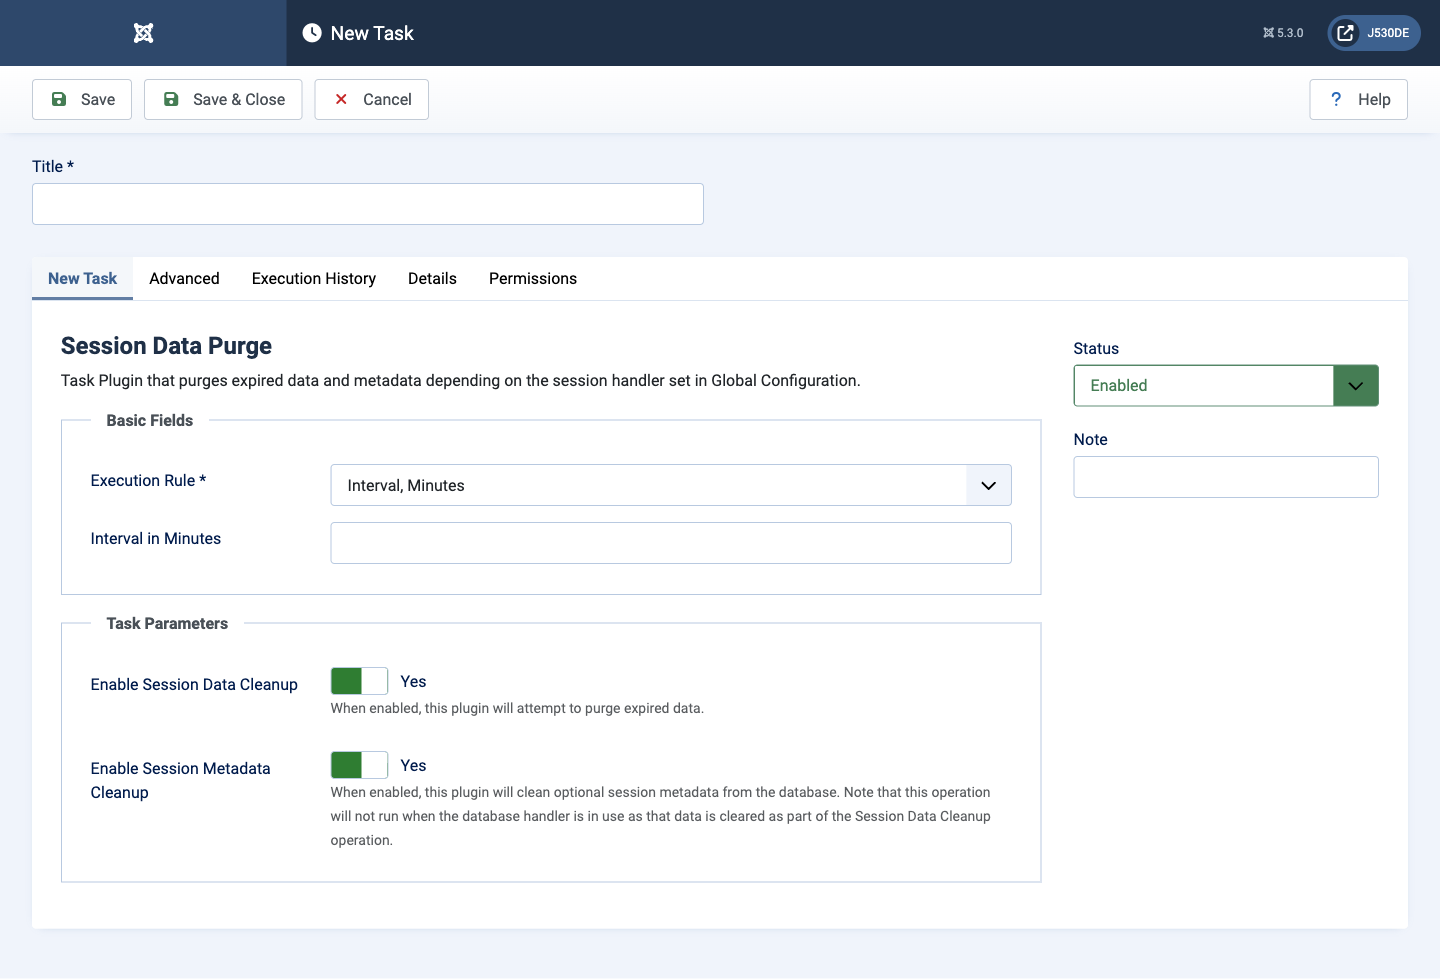 New Task
5.3.0
J530DE
Save
Save & Close
Cancel
? Help
Title *
New Task
Advanced
Execution History
Details
Permissions
Session Data Purge
Task Plugin that purges expired data and metadata depending on the session handler set in Global Configuration.
Basic Fields
Execution Rule *
Interval, Minutes
Interval in Minutes
Task Parameters
Enable Session Data Cleanup
Yes
When enabled, this plugin will attempt to purge expired data.
Enable Session Metadata
Cleanup
Yes
When enabled, this plugin will clean optional session metadata from the database. Note that this operation
will not run when the database handler is in use as that data is cleared as part of the Session Data Cleanup
operation.
Status
Enabled
Note